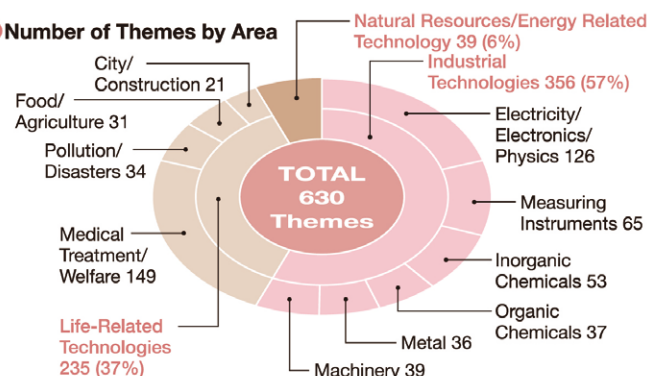 Number of Themes by Area
Natural Resources/Energy Related
Technology 39 (6%)
Industrial
Technologies 356 (57%)
Electricity/
Electronics/
Physics 126
Measuring
Instruments 65
Inorganic
Chemicals 53
Organic
Chemicals 37
Metal 36
Machinery 39
Life-Related
Technologies
235 (37%)
Medical
Treatment/
Welfare 149
Pollution/
Disasters 34
Food/
Agriculture 31
City/
Construction 21
TOTAL
630
Themes